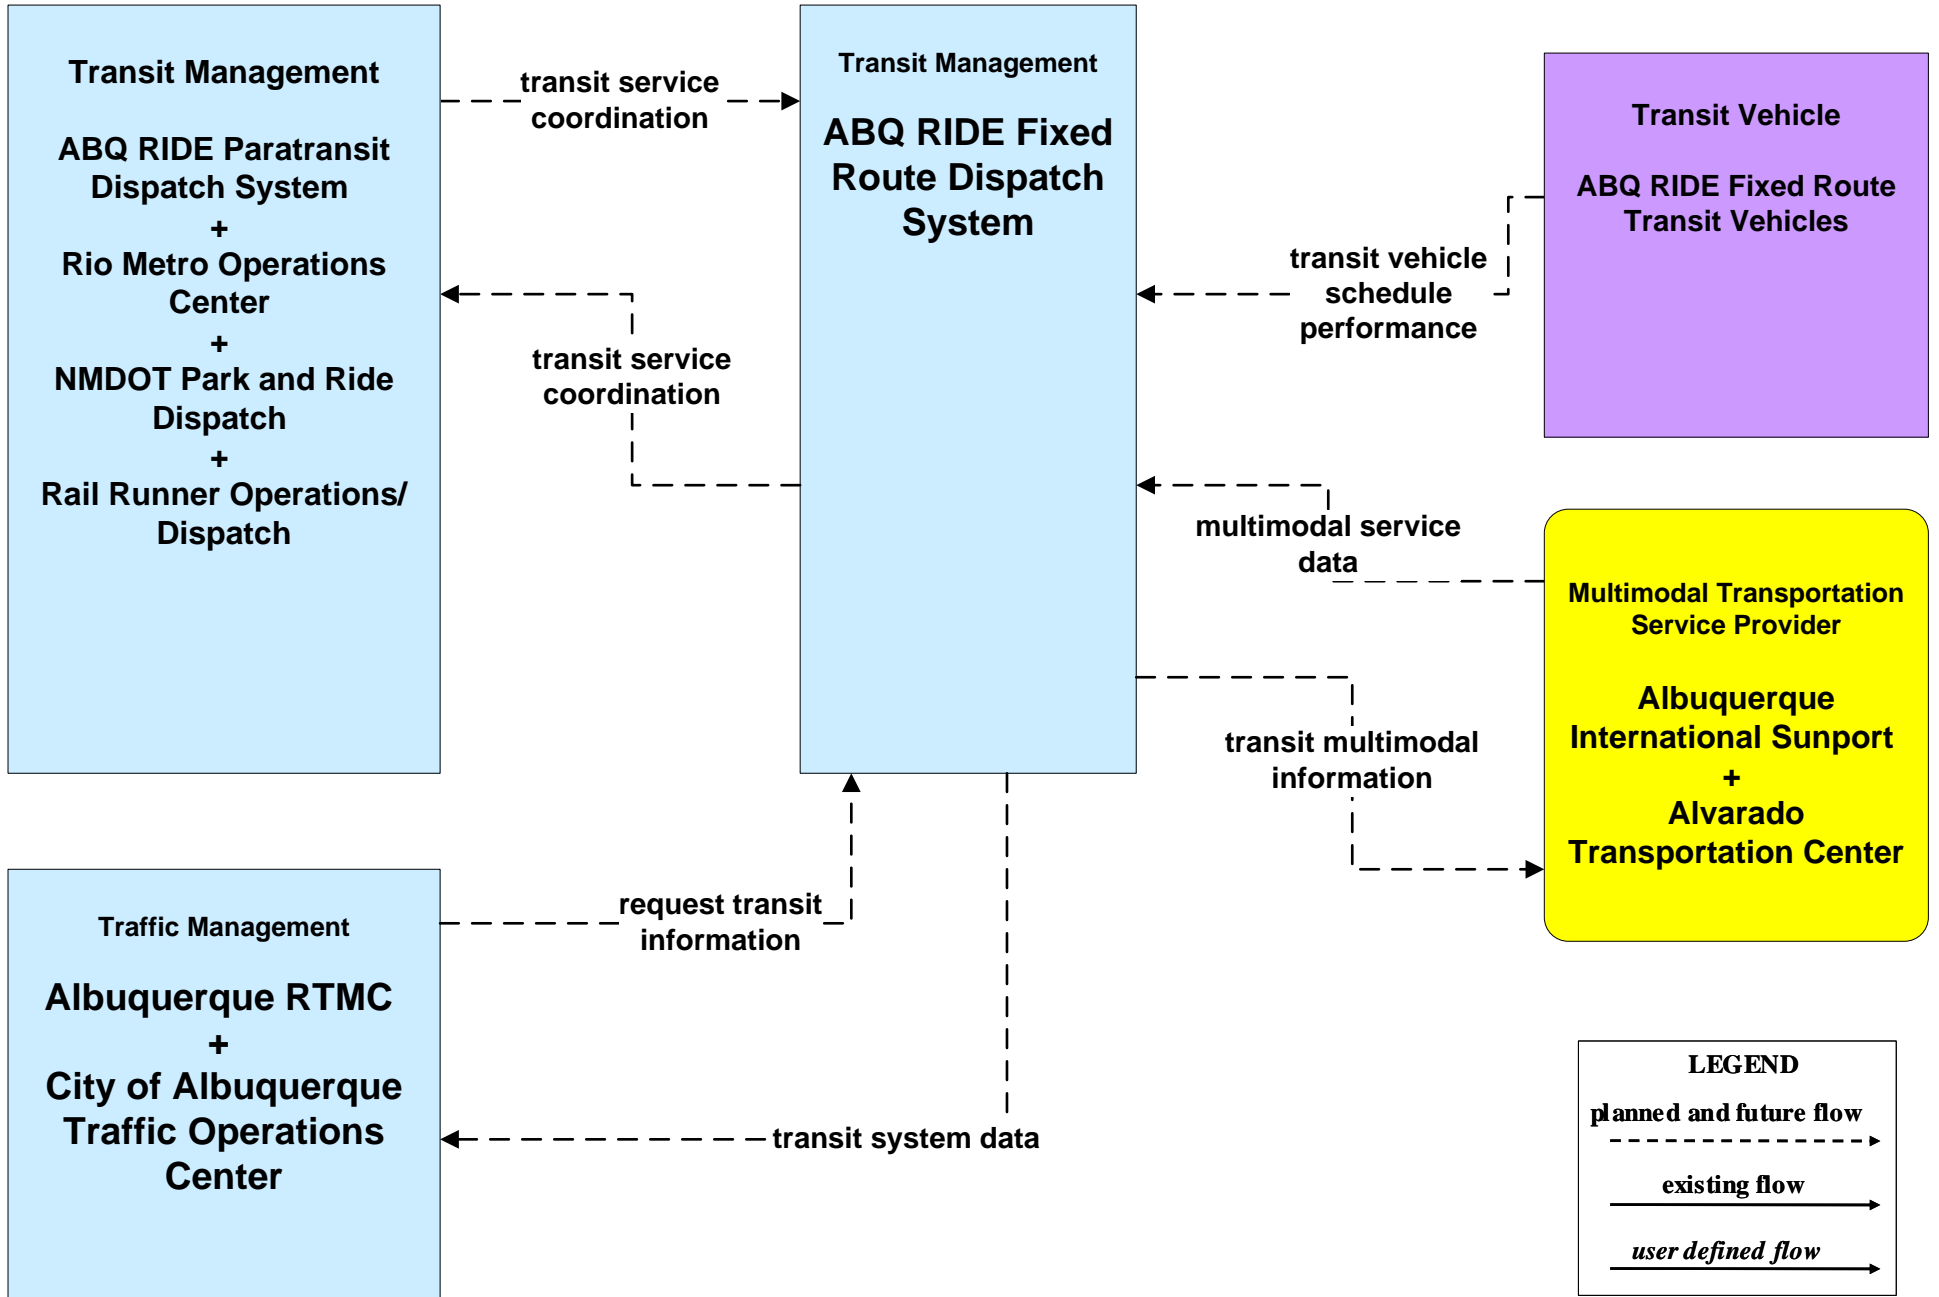 Transit Management
ABQ RIDE Paratransit
Dispatch System
+
Rio Metro Operations
Center
+
NMDOT Park and Ride
Dispatch
+
Rail Runner Operations/
Dispatch
transit service
coordination
transit service
coordination
Transit Management
ABQ RIDE Fixed
Route Dispatch
System
Transit Vehicle
ABQ RIDE Fixed Route
Transit Vehicles
transit vehicle
schedule
performance
multimodal service
data
Multimodal Transportation
Service Provider
Albuquerque
International Sunport
+
Alvarado
Transportation Center
transit multimodal
information
Traffic Management
Albuquerque RTMC
+
City of Albuquerque
Traffic Operations
Center
request transit
information
transit system data
LEGEND
planned and future flow
existing flow
user defined flow